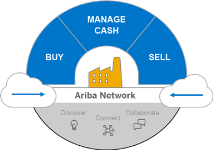 MANAGE
CASH
BUY
SELL
Ariba Network
Discover
Connect
Collaborate